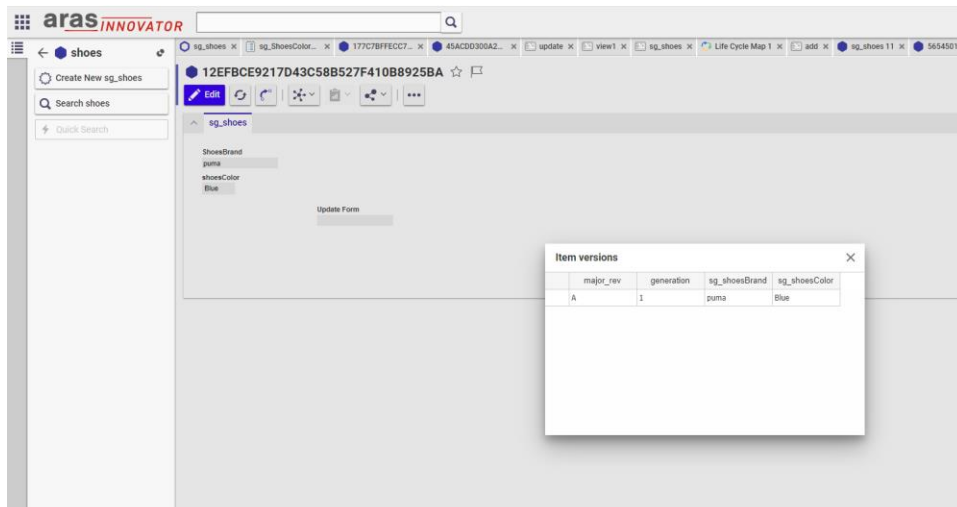 aras INNOVATOR
sg_shoes × sg_ShoesColor... × 177C7BFFECC7... × 45ACDD300A2... × update × view1 × sg_shoes × Life Cycle Map 1 × add × sg_shoes 11 × 5654501
shoes
12EFBCE9217D43C58B527F410B8925BA
Create New sg_shoes
Edit
Search shoes
Quick Search
sg_shoes
ShoesBrand
puma
shoesColor
Blue
Update Form
Item versions
major_rev generation sg_shoesBrand sg_shoesColor
A 1 puma Blue